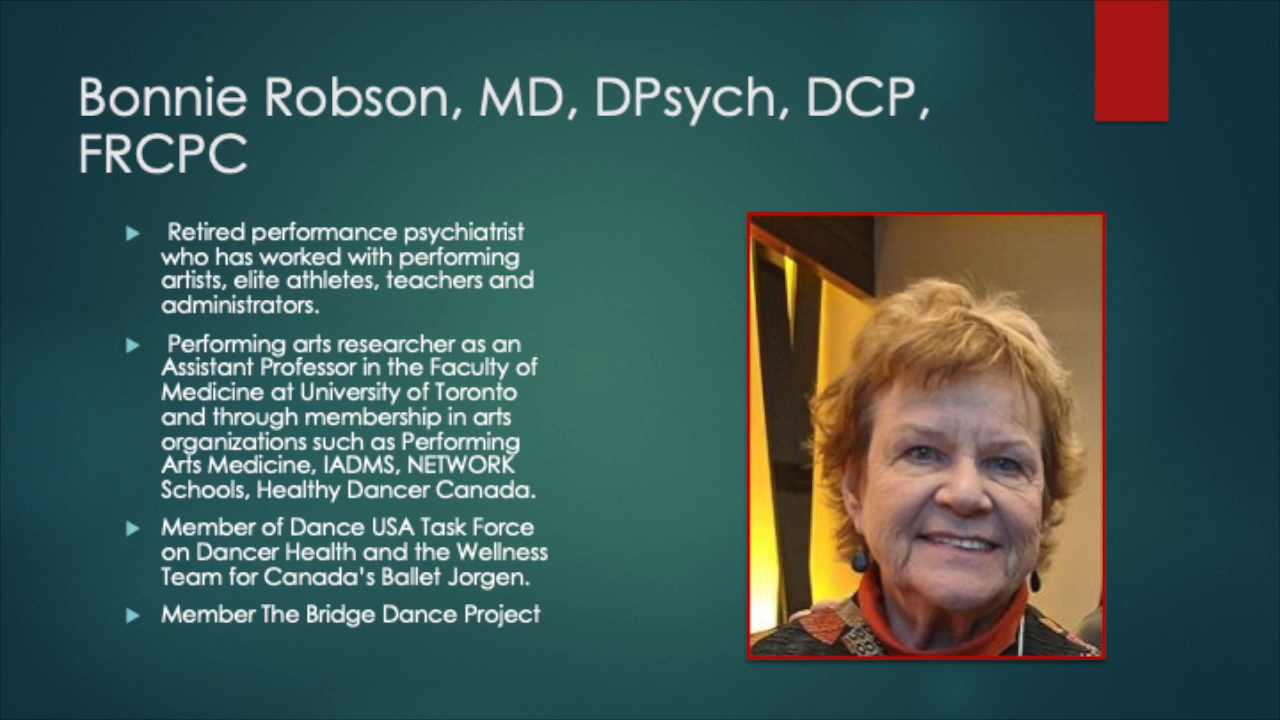 Bonnie Robson, MD, DPsych, DCP,
FRCPC
Retired performance psychiatrist
who has worked with performing
artists, elite athletes, teachers and
administrators.
Performing arts researcher as an
Assistant Professor in the Faculty of
Medicine at University of Toronto
and through membership in arts
organizations such as Performing
Arts Medicine, IADMS, NETWORK
Schools, Healthy Dancer Canada.
Member of Dance USA Task Force
on Dancer Health and the Wellness
Team for Canada's Ballet Jorgen.
Member The Bridge Dance Project